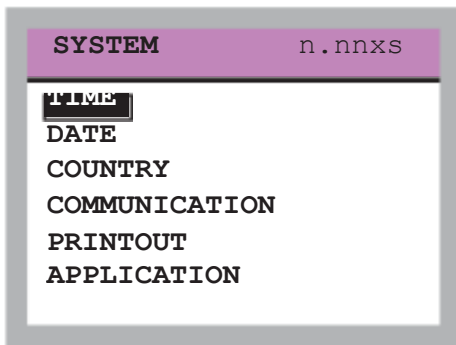 SYSTEM n.nnxs
TIME
DATE
COUNTRY
COMMUNICATION
PRINTOUT
APPLICATION